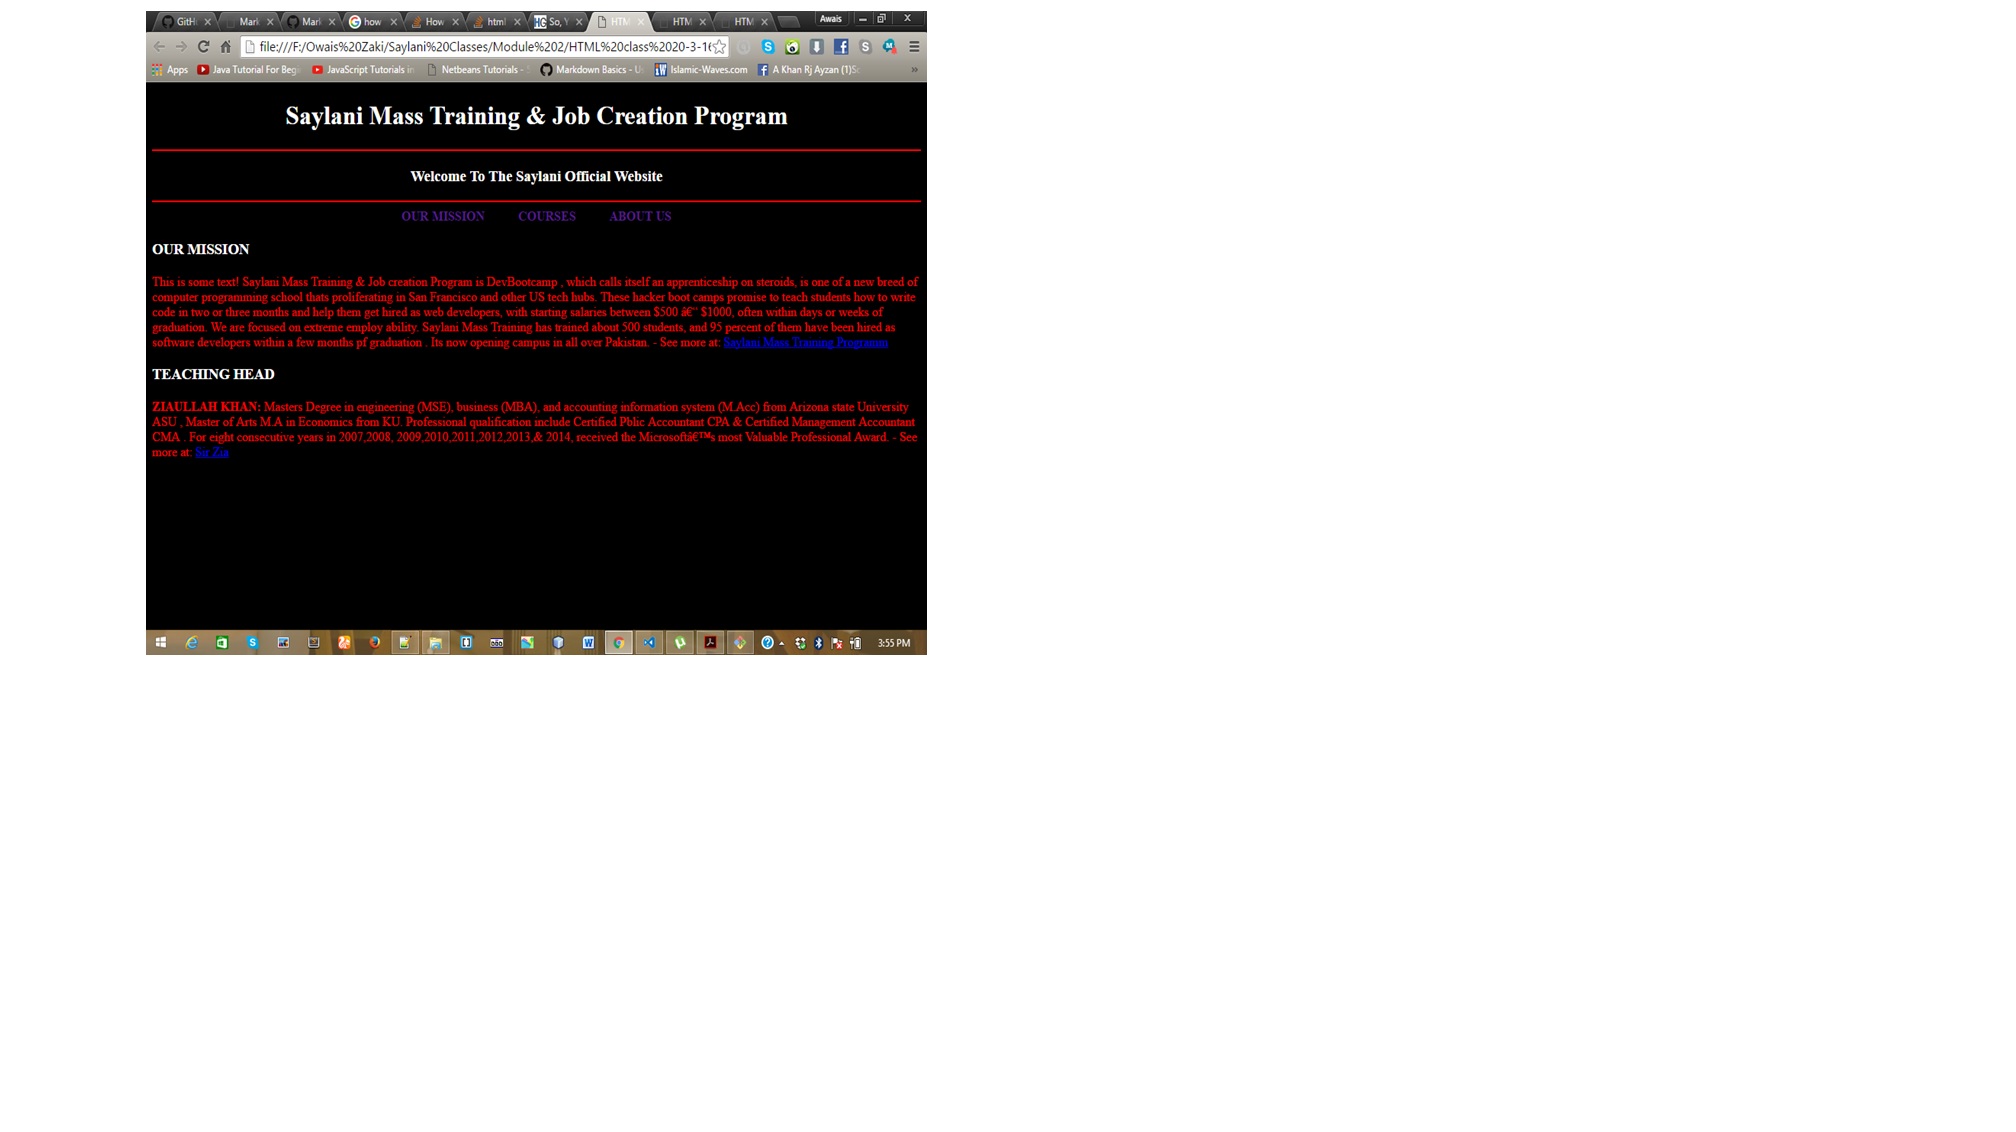 GitH Mark Mark how How html So, Y HTM HTM HTM Awais
file:///F:/Owais%20Zaki/Saylani%20Classes/Module%202/HTML%20class%2020-3-16
Apps Java Tutorial For Beg JavaScript Tutorials in Netbeans Tutorials - Markdown Basics - U Islamic-Waves.com A Khan Rj Ayzan (1)Sc »
Saylani Mass Training & Job Creation Program
Welcome To The Saylani Official Website
OUR MISSION COURSES ABOUT US
OUR MISSION
This is some text! Saylani Mass Training & Job creation Program is DevBootcamp , which calls itself an apprenticeship on steroids, is one of a new breed of
computer programming school thats proliferating in San Francisco and other US tech hubs. These hacker boot camps promise to teach students how to write
code in two or three months and help them get hired as web developers, with starting salaries between $500 â€“ $1000, often within days or weeks of
graduation. We are focused on extreme employ ability. Saylani Mass Training has trained about 500 students, and 95 percent of them have been hired as
software developers within a few months pf graduation . Its now opening campus in all over Pakistan. - See more at: Saylani Mass Training Programm
TEACHING HEAD
ZIAULLAH KHAN: Masters Degree in engineering (MSE), business (MBA), and accounting information system (M.Acc) from Arizona state University
ASU , Master of Arts M.A in Economics from KU. Professional qualification include Certified Pblic Accountant CPA & Certified Management Accountant
CMA . For eight consecutive years in 2007,2008, 2009,2010,2011,2012,2013,& 2014, received the Microsoftâ€™s most Valuable Professional Award. - See
more at: Sir Zia
3:55 PM